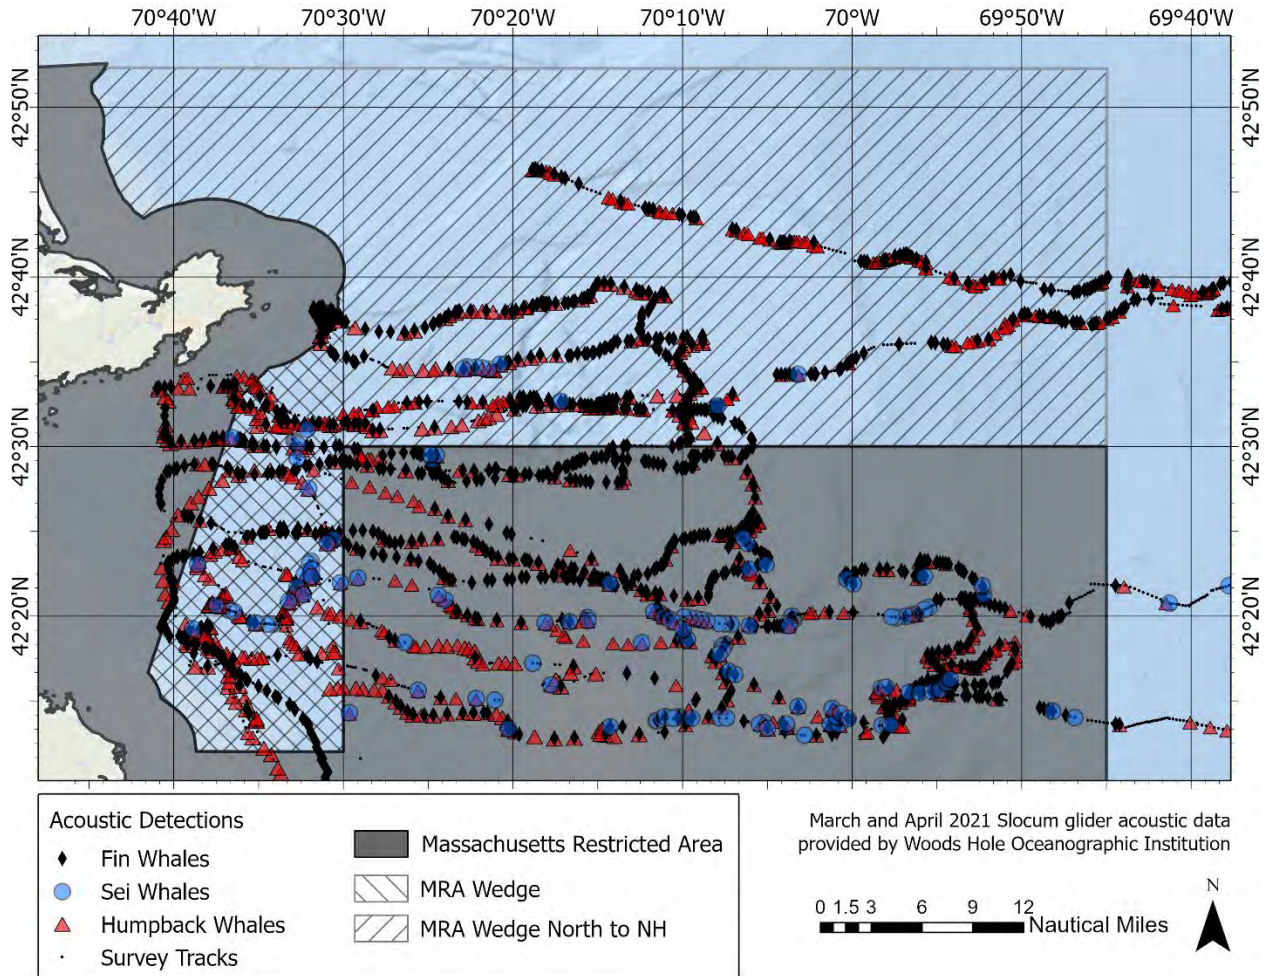 70°40'W 70°30'W 70°20'W 70°10'W 70°0'W 69°50'W 69°40'W
42°50'N 42°50'N
42°40'N 42°40'N
42°30'N 42°30'N
42°20'N 42°20'N
Acoustic Detections
Fin Whales
Sei Whales
Humpback Whales
Survey Tracks
Massachusetts Restricted Area
MRA Wedge
MRA Wedge North to NH
March and April 2021 Slocum glider acoustic data
provided by Woods Hole Oceanographic Institution
N
0 1.5 3 6 9 12
Nautical Miles